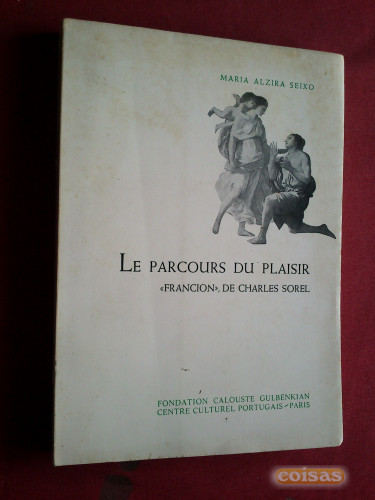 MARIA ALZIRA SEIXO
LE PARCOURS DU PLAISIR
«FRANCION», DE CHARLES SOREL
FONDATION CALOUSTE GULBENKIAN
CENTRE CULTUREL PORTUGAIS - PARIS
coisas